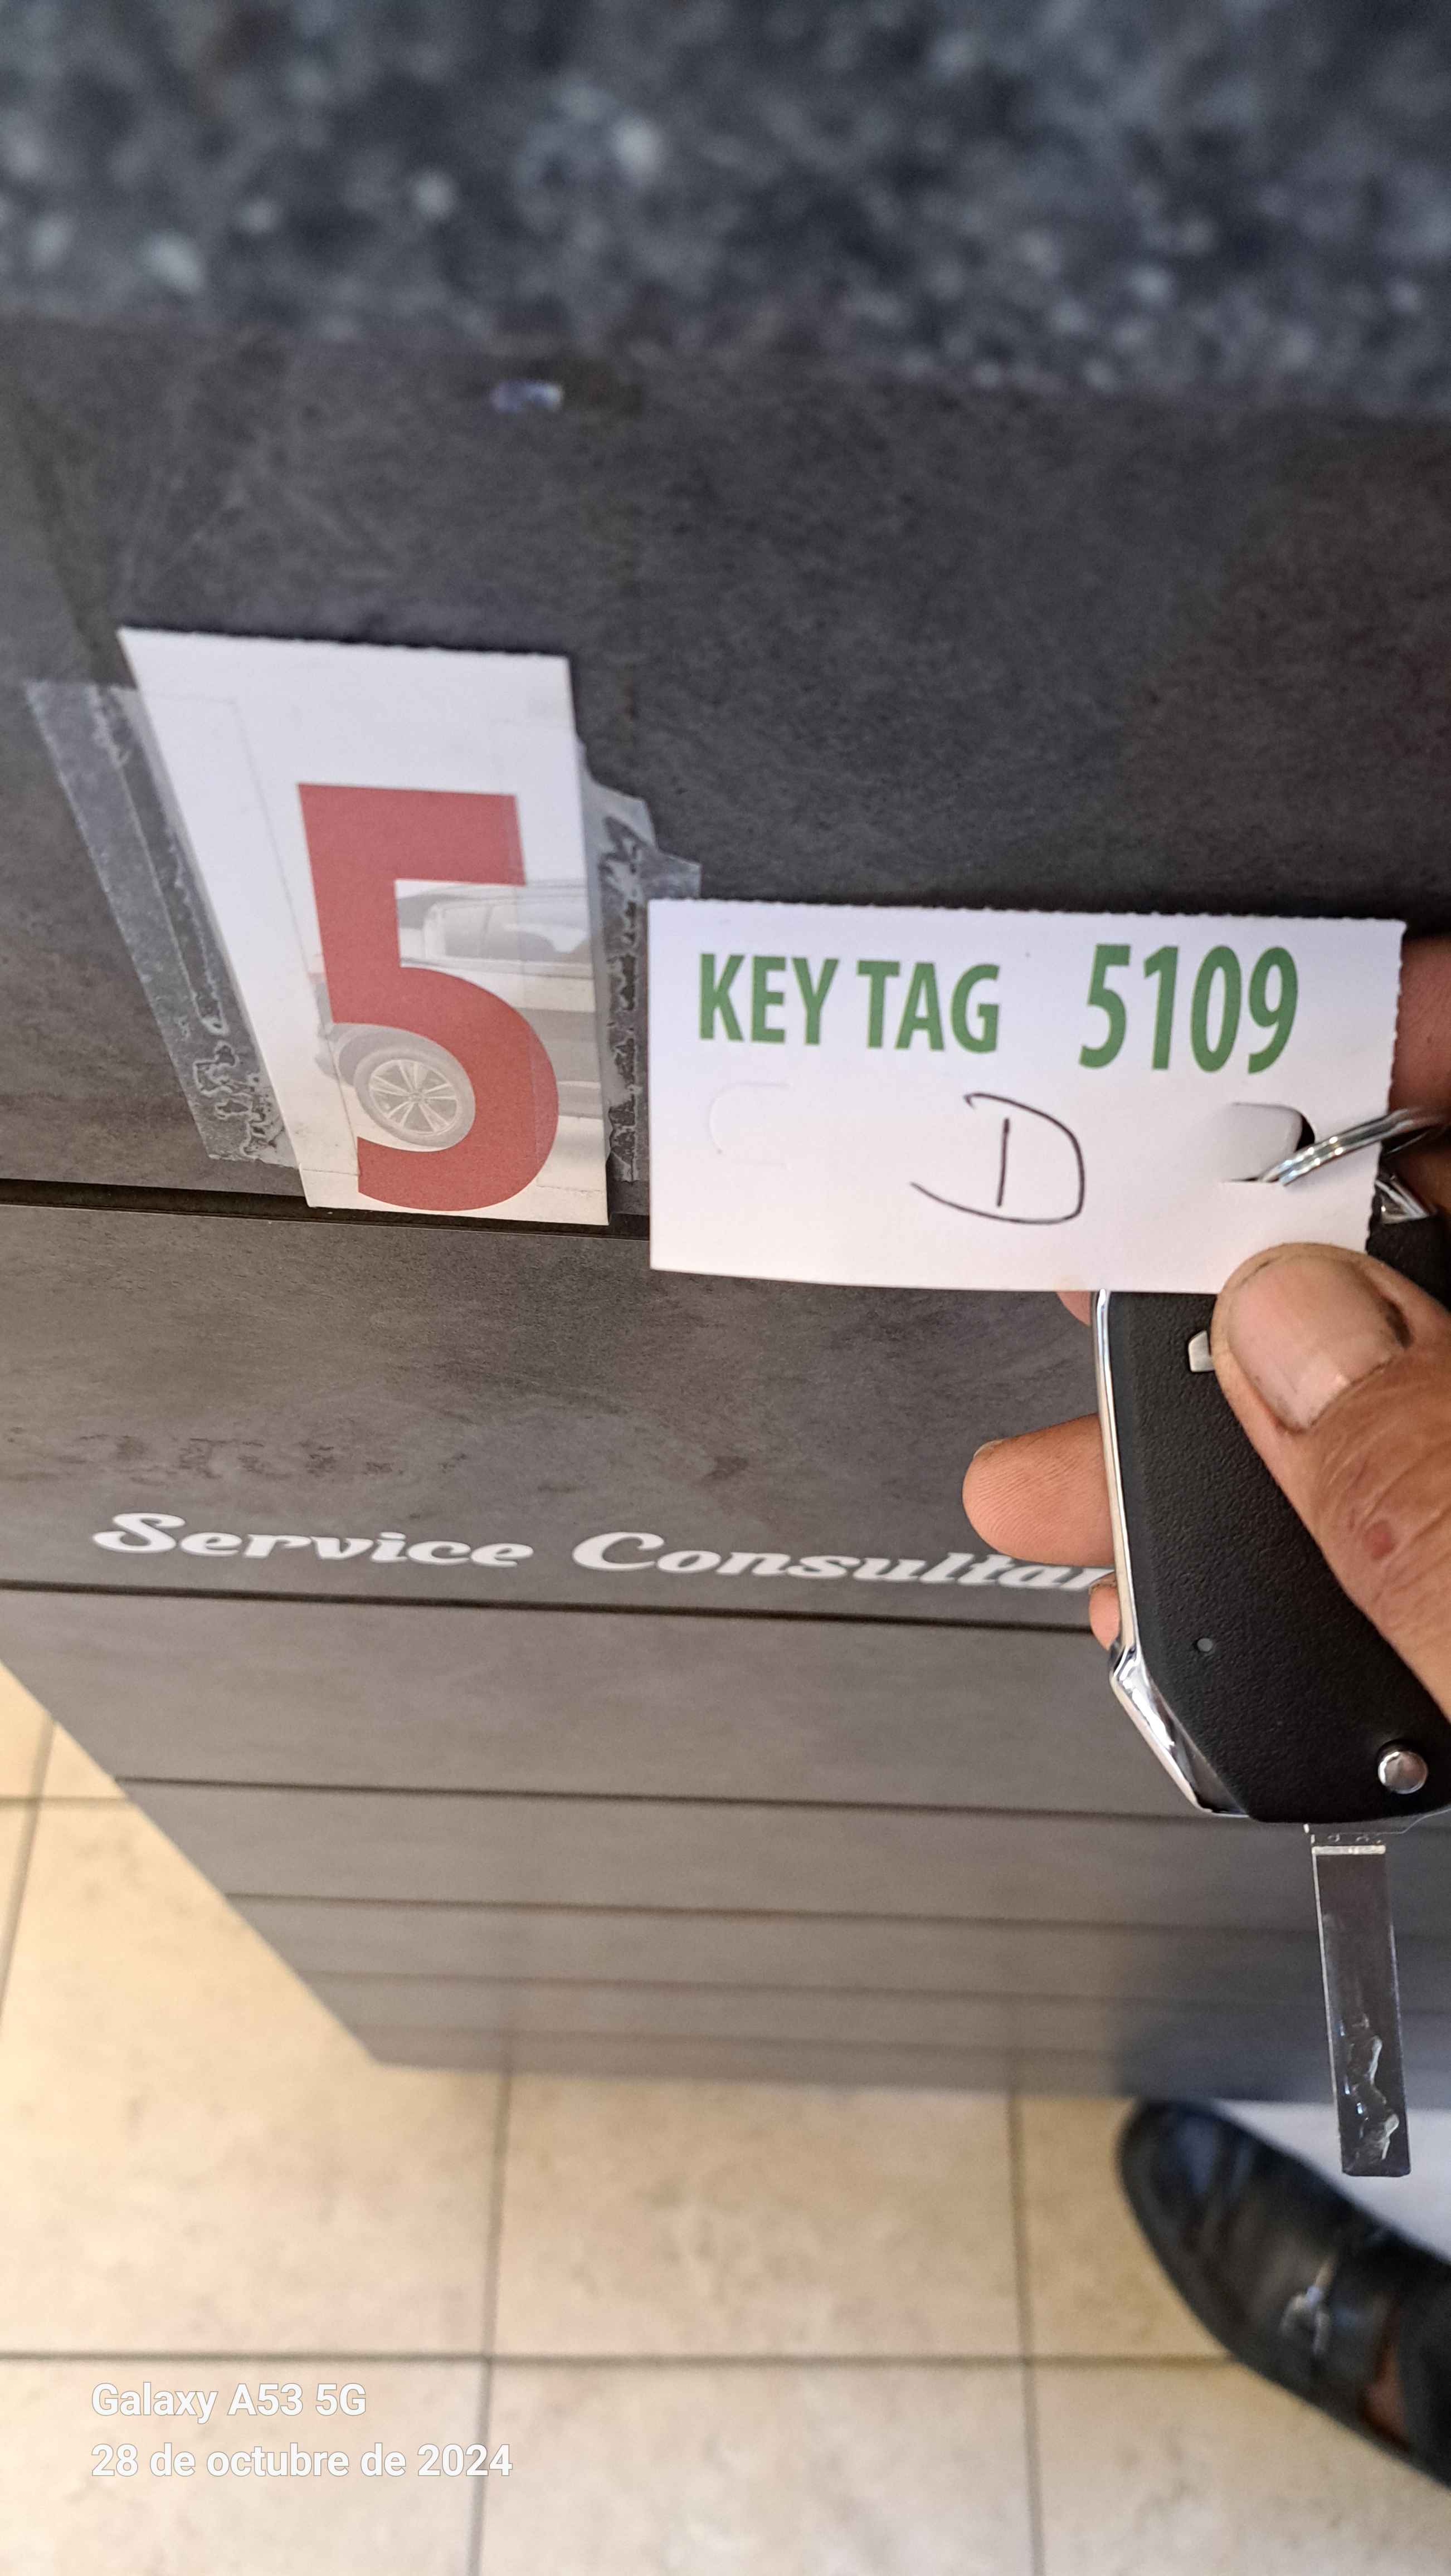 5
KEY TAG 5109
D
Service Consultan
Galaxy A53 5G
28 de octubre de 2024